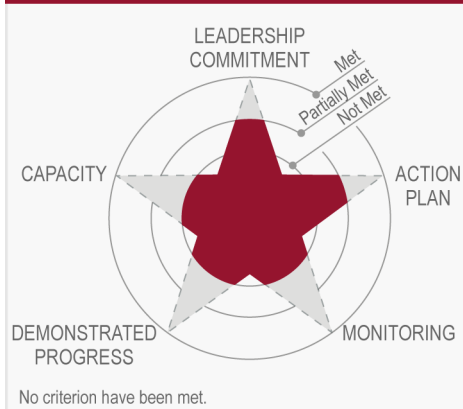 LEADERSHIP
COMMITMENT
Met
Partially Met
Not Met
CAPACITY
ACTION
PLAN
DEMONSTRATED
PROGRESS
MONITORING
No criterion have been met.